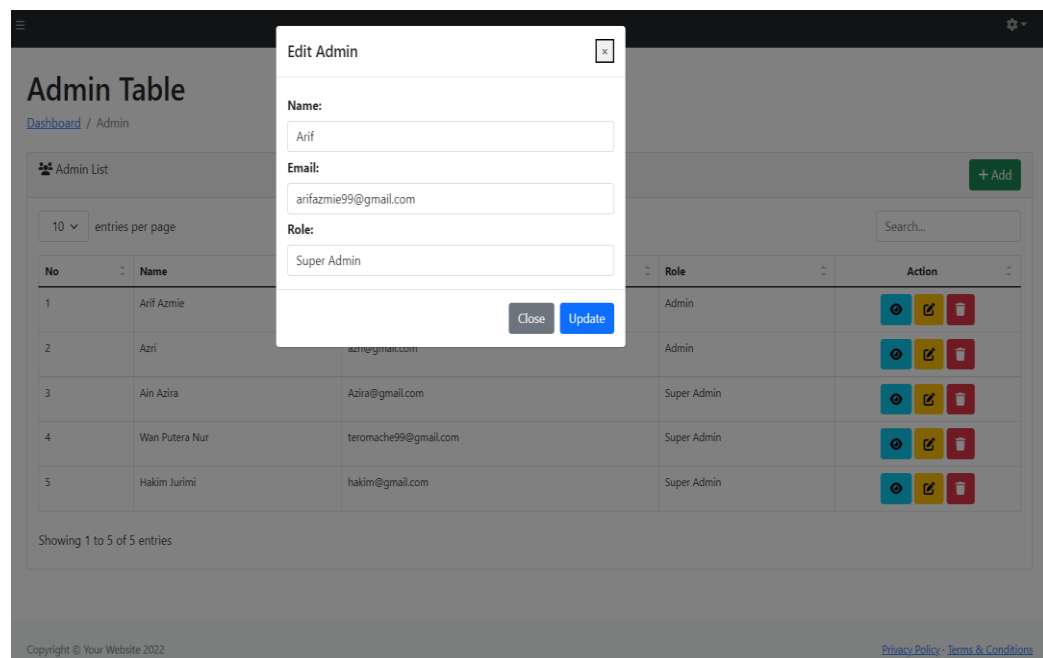 Edit Admin
×
Admin Table
Name:
Dashboard / Admin
Arif
Admin List
Email:
+ Add
arifazmie99@gmail.com
10 entries per page
Search...
Role:
Super Admin
No Name Role Action
1 Arif Azmie Admin
Close Update
2 Azri azri@gmail.com Admin
3 Ain Azira Azira@gmail.com Super Admin
4 Wan Putera Nur teromache99@gmail.com Super Admin
5 Hakim Jurimi hakim@gmail.com Super Admin
Showing 1 to 5 of 5 entries
Copyright © Your Website 2022 Privacy Policy · Terms & Conditions